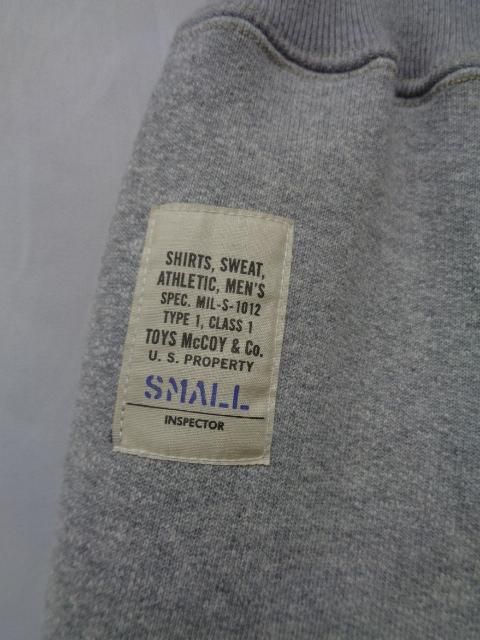 SHIRTS, SWEAT,
ATHLETIC, MEN'S
SPEC. MIL-S-1012
TYPE 1, CLASS 1
TOYS McCOY & Co.
U. S. PROPERTY
SMALL
INSPECTOR